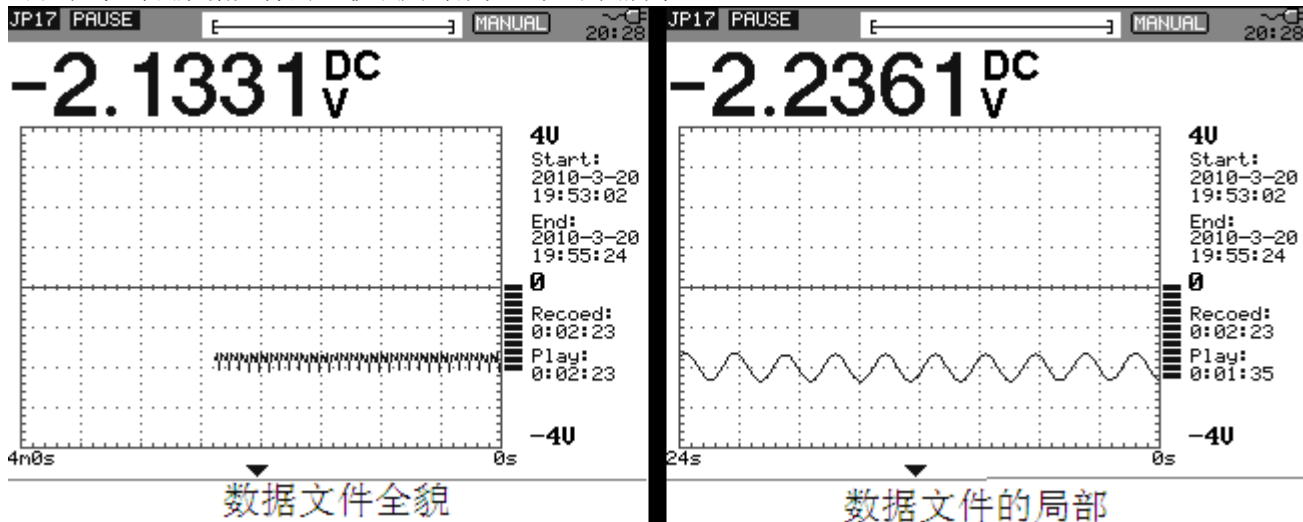 JP17 PAUSE MANUAL 20:28
-2.1331 DC V
4V
Start:
2010-3-20
19:53:02
End:
2010-3-20
19:55:24
0
Recoed:
0:02:23
Play:
0:02:23
-4V
4m0s 0s
数据文件全貌
JP17 PAUSE MANUAL 20:28
-2.2361 DC V
4V
Start:
2010-3-20
19:53:02
End:
2010-3-20
19:55:24
0
Recoed:
0:02:23
Play:
0:01:35
-4V
24s 0s
数据文件的局部